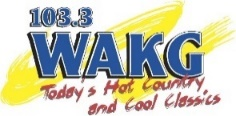 103.3
WAKG
Today's Hot Country
and Cool Classics